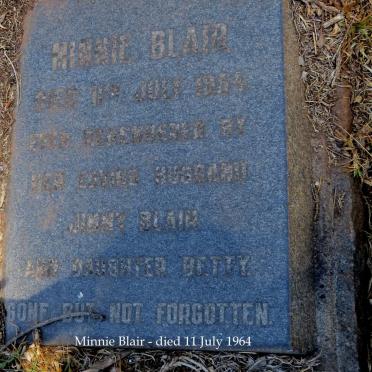 MINNIE BLAIR
DIED 11TH JULY 1964
EVER REMEMBERED BY
HER LOVING HUSBAND
JIMMY BLAIR
AND DAUGHTER BETTY
GONE BUT NOT FORGOTTEN
Minnie Blair - died 11 July 1964